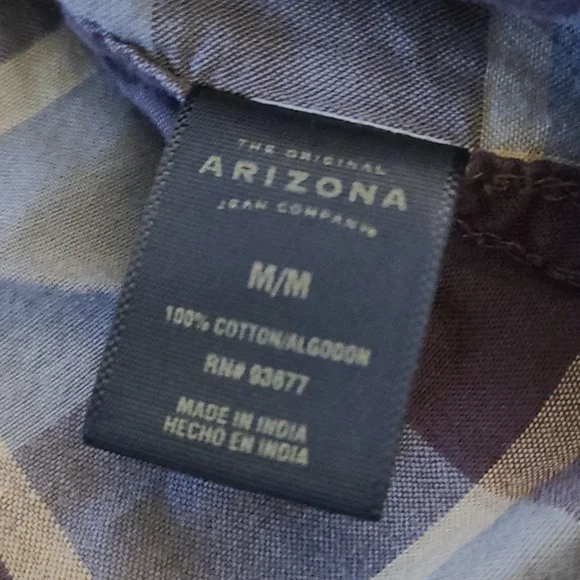 THE ORIGINAL
ARIZONA
JEAN COMPANY®
M/M
100% COTTON/ALGODON
RN# 93677
MADE IN INDIA
HECHO EN INDIA